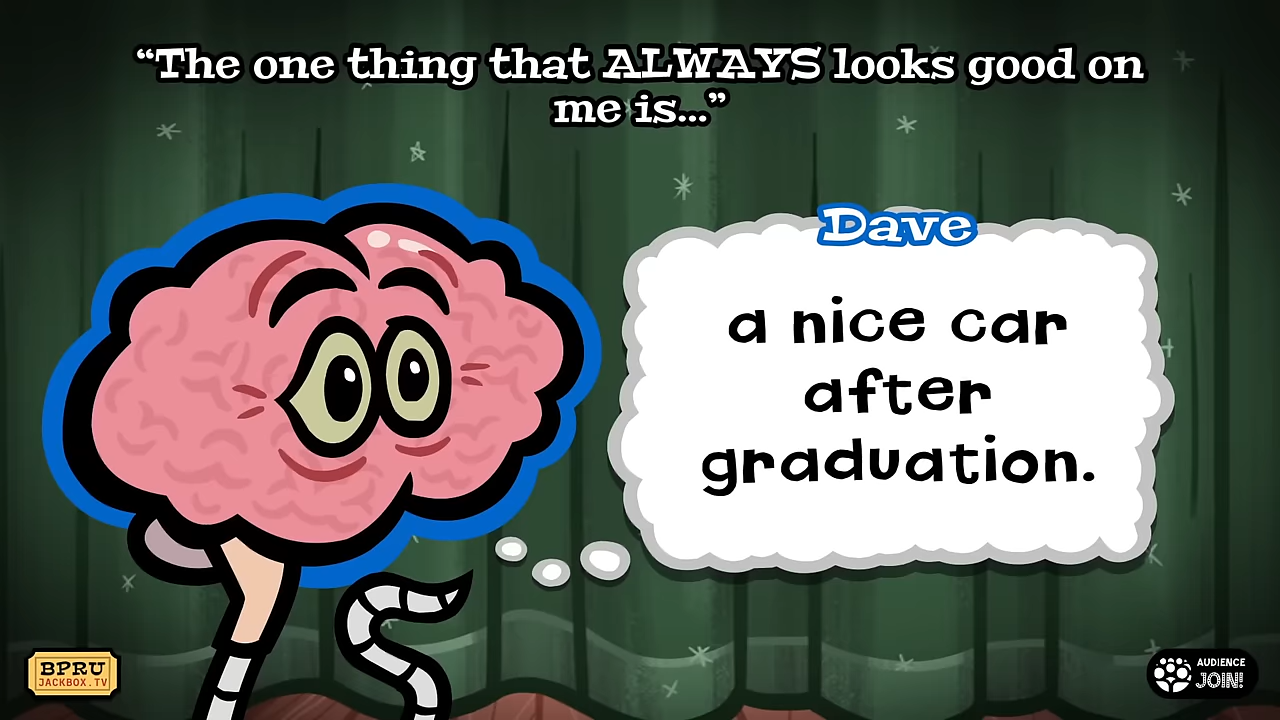 “The one thing that ALWAYS looks good on
me is...”
Dave
a nice car
after
graduation.
BPRU
JACKBOX.TV
AUDIENCE
JOIN!